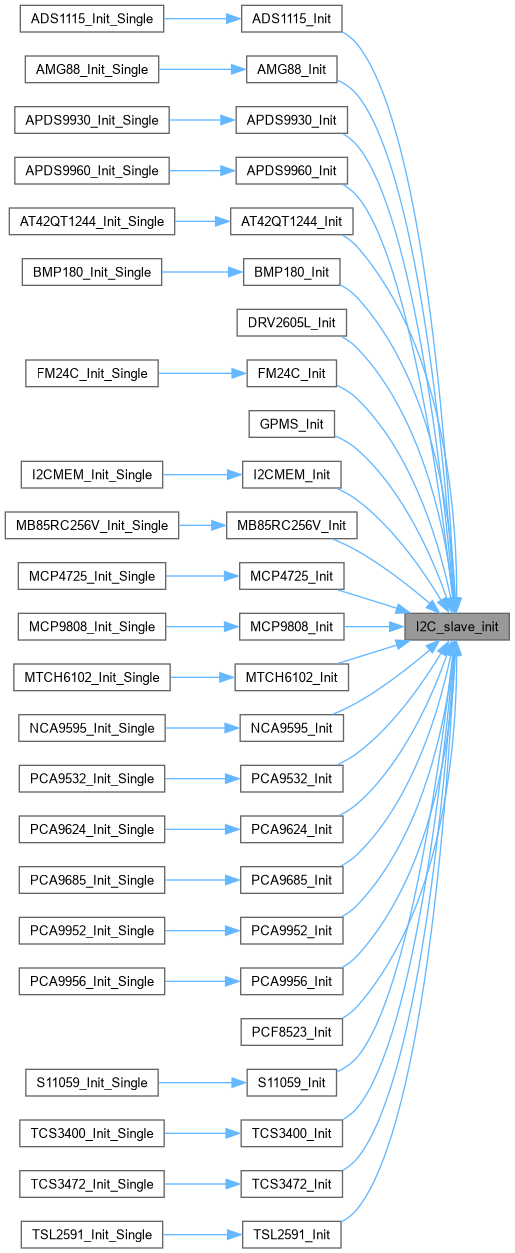 ADS1115_Init_Single
ADS1115_Init
AMG88_Init_Single
AMG88_Init
APDS9930_Init_Single
APDS9930_Init
APDS9960_Init_Single
APDS9960_Init
AT42QT1244_Init_Single
AT42QT1244_Init
BMP180_Init_Single
BMP180_Init
DRV2605L_Init
FM24C_Init_Single
FM24C_Init
GPMS_Init
I2CMEM_Init_Single
I2CMEM_Init
MB85RC256V_Init_Single
MB85RC256V_Init
MCP4725_Init_Single
MCP4725_Init
MCP9808_Init_Single
MCP9808_Init
I2C_slave_init
MTCH6102_Init_Single
MTCH6102_Init
NCA9595_Init_Single
NCA9595_Init
PCA9532_Init_Single
PCA9532_Init
PCA9624_Init_Single
PCA9624_Init
PCA9685_Init_Single
PCA9685_Init
PCA9952_Init_Single
PCA9952_Init
PCA9956_Init_Single
PCA9956_Init
PCF8523_Init
S11059_Init_Single
S11059_Init
TCS3400_Init_Single
TCS3400_Init
TCS3472_Init_Single
TCS3472_Init
TSL2591_Init_Single
TSL2591_Init